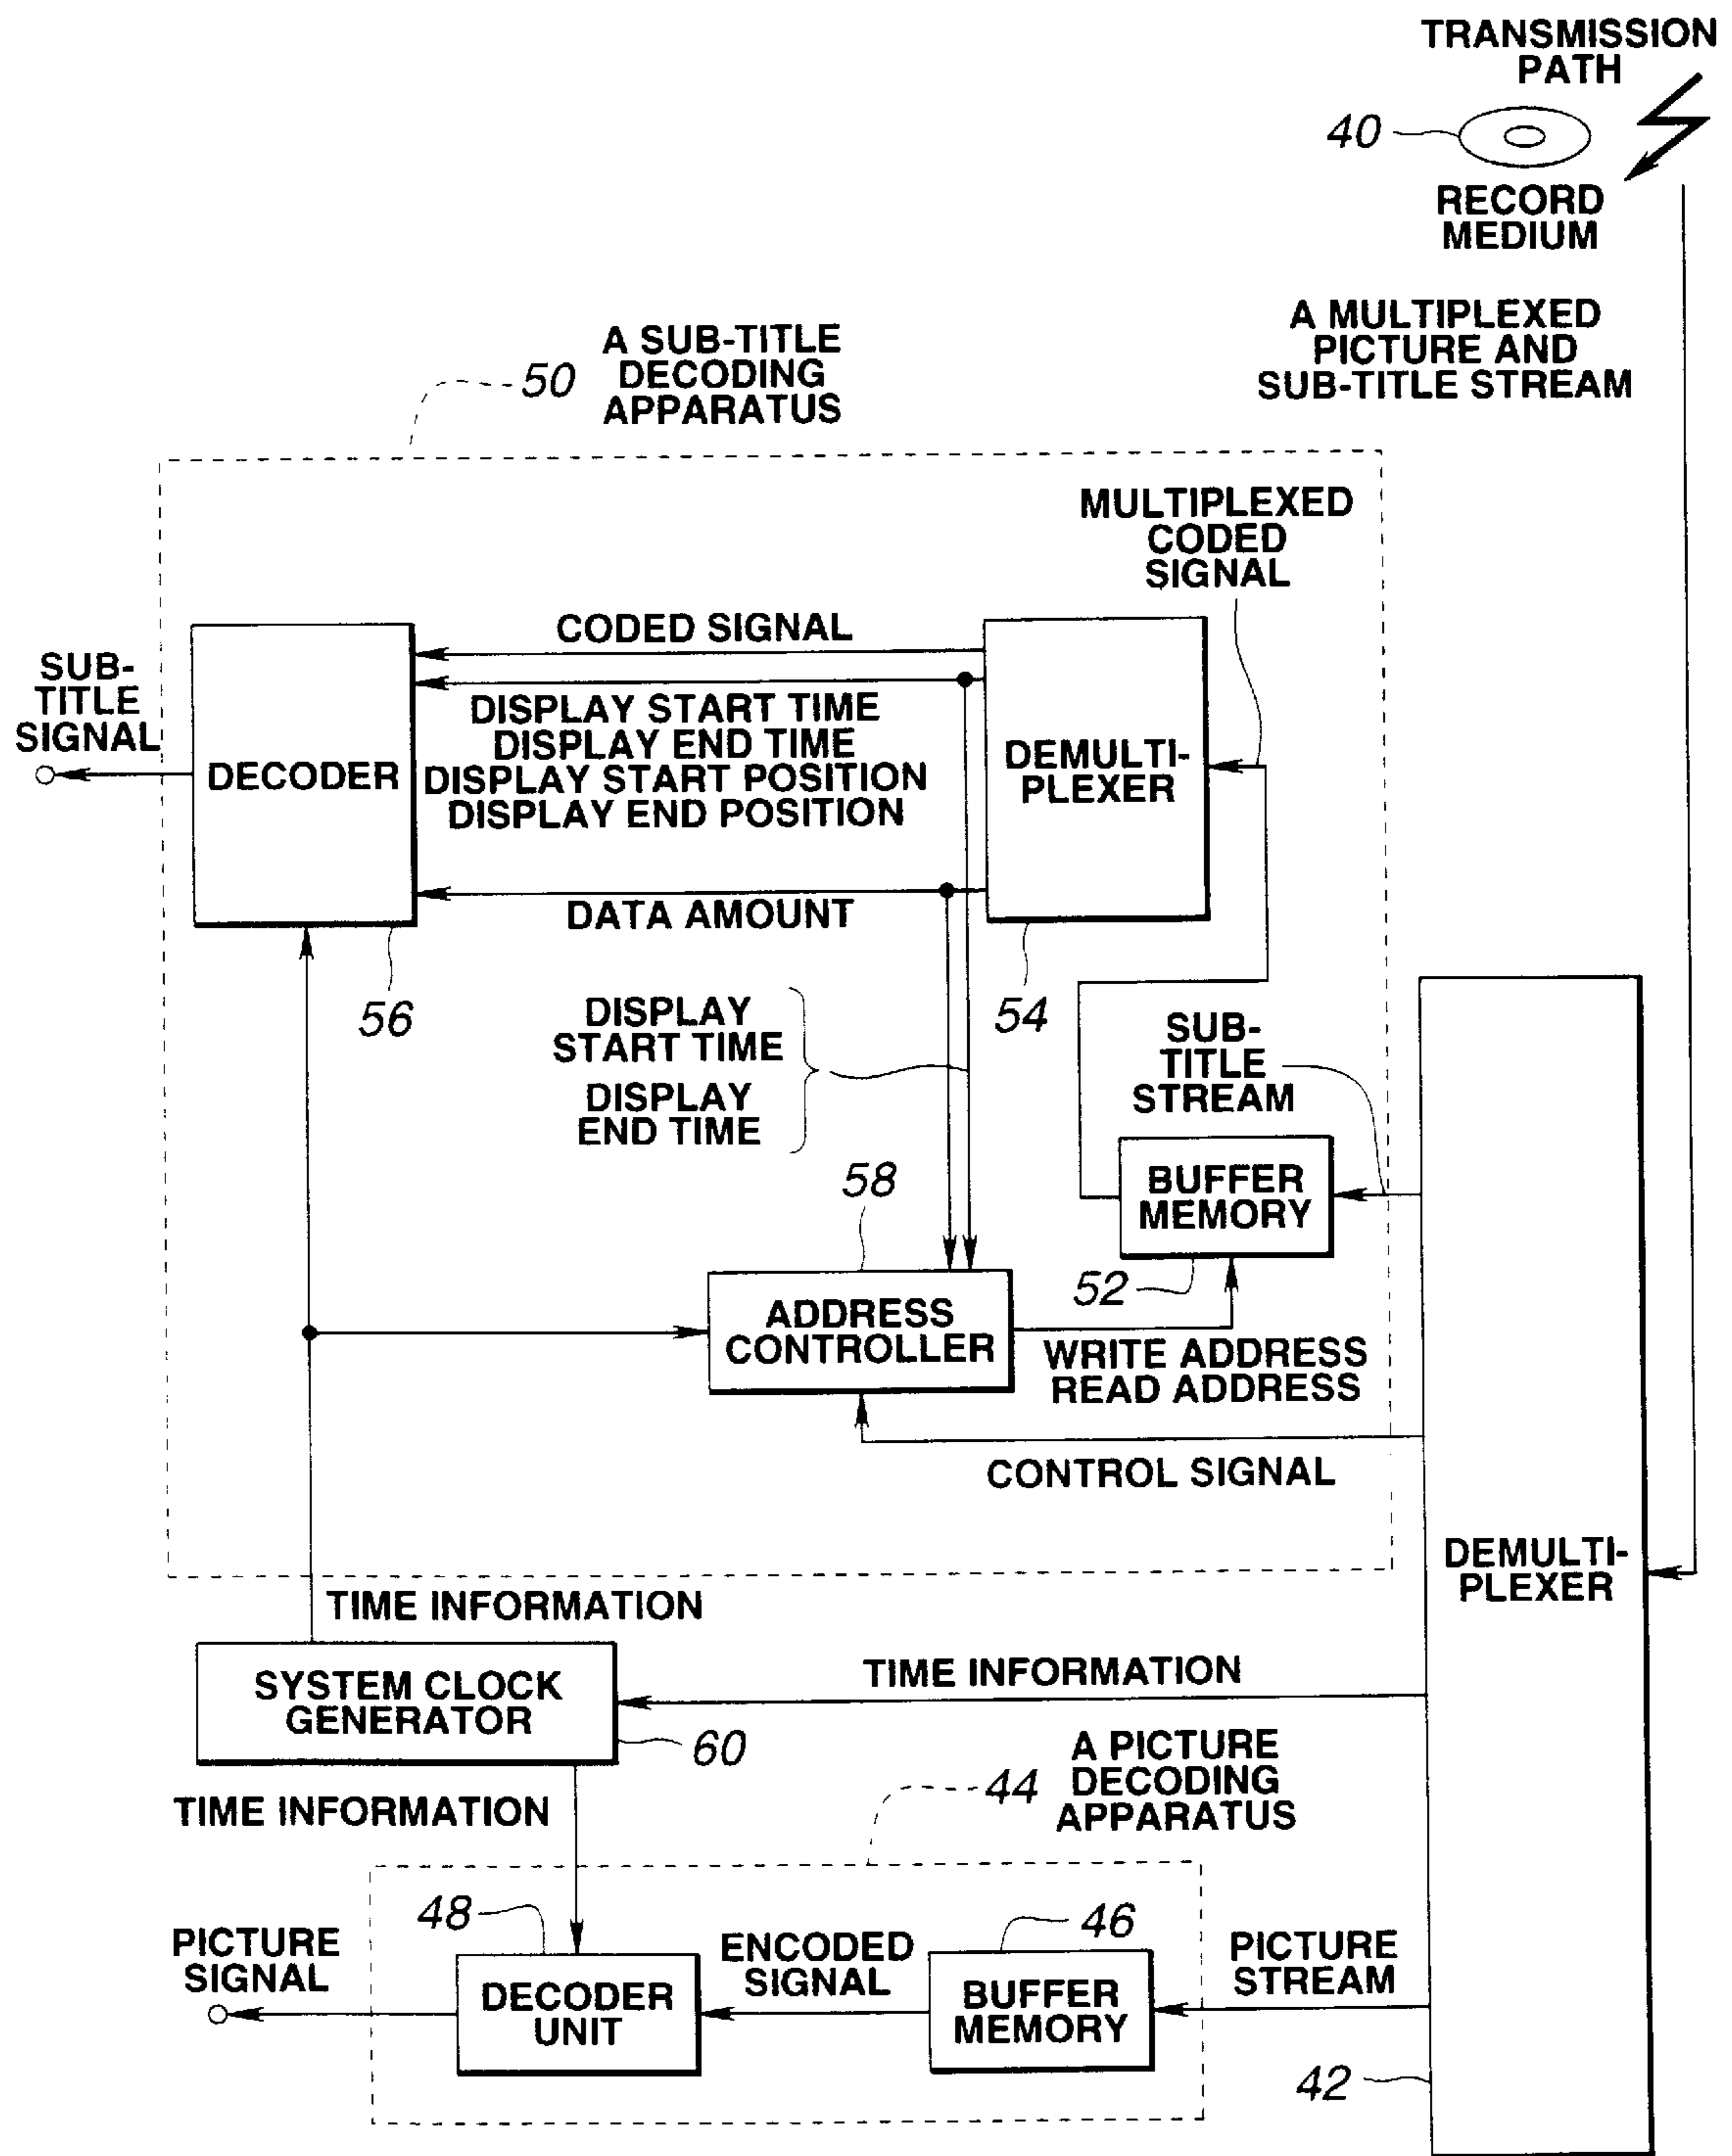 TRANSMISSION
PATH
40
RECORD
MEDIUM
A MULTIPLEXED
PICTURE AND
SUB-TITLE STREAM
50
A SUB-TITLE
DECODING
APPARATUS
MULTIPLEXED
CODED
SIGNAL
CODED SIGNAL
SUB-
TITLE
SIGNAL
DECODER
DISPLAY START TIME
DISPLAY END TIME
DISPLAY START POSITION
DISPLAY END POSITION
DEMULTI-
PLEXER
DATA AMOUNT
56
54
DISPLAY
START TIME
DISPLAY
END TIME
SUB-
TITLE
STREAM
BUFFER
MEMORY
58
52
ADDRESS
CONTROLLER
WRITE ADDRESS
READ ADDRESS
CONTROL SIGNAL
DEMULTI-
PLEXER
TIME INFORMATION
SYSTEM CLOCK
GENERATOR
TIME INFORMATION
60
A PICTURE
DECODING
APPARATUS
44
TIME INFORMATION
48
46
PICTURE
SIGNAL
DECODER
UNIT
ENCODED
SIGNAL
BUFFER
MEMORY
PICTURE
STREAM
42